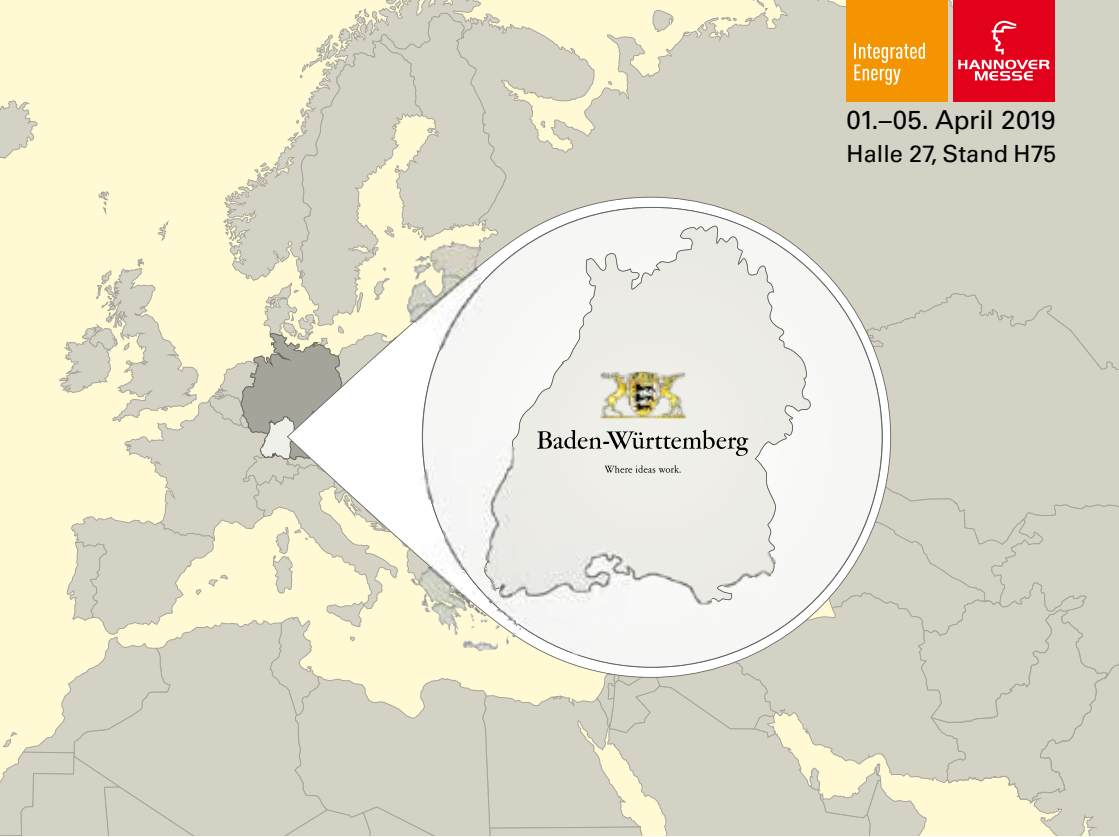 Integrated
Energy
HANNOVER
MESSE
01.–05. April 2019
Halle 27, Stand H75
Baden-Württemberg
Where ideas work.